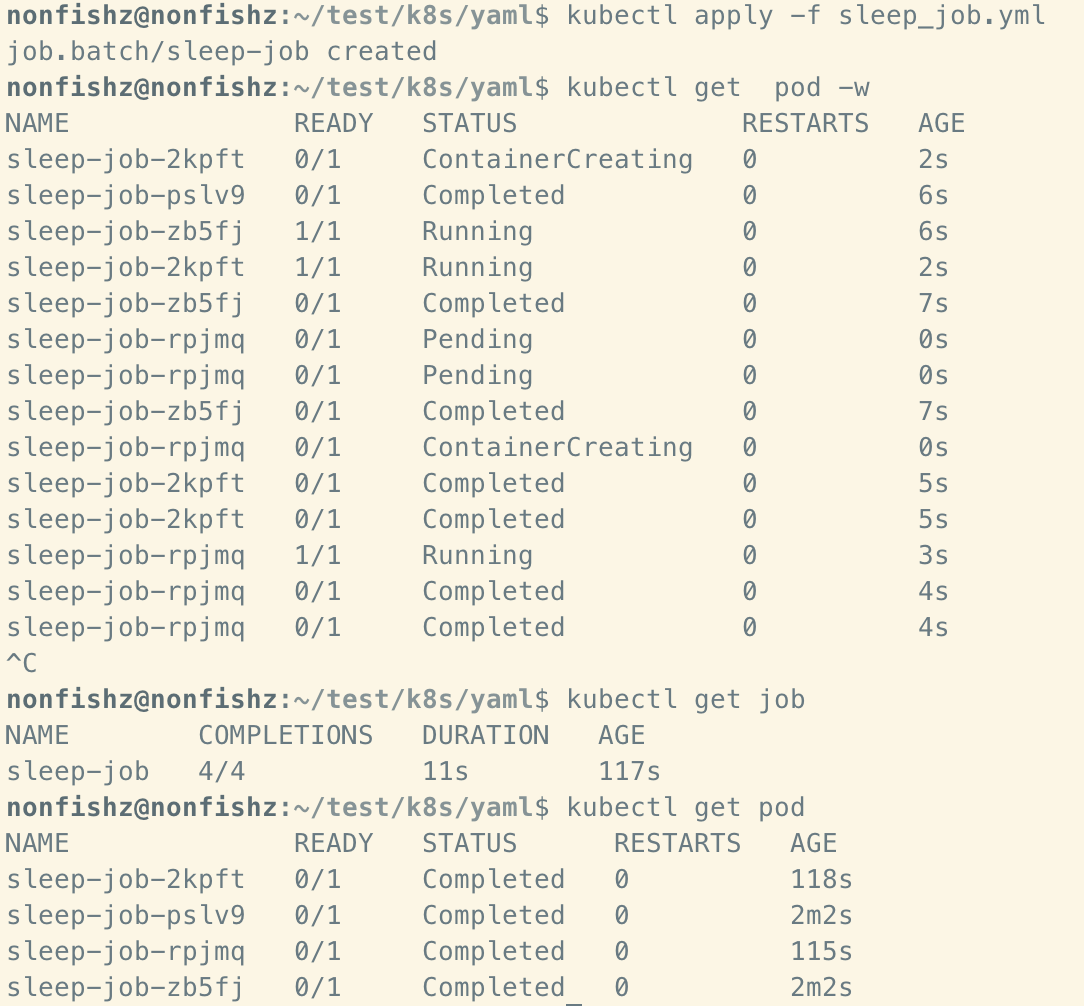 nonfishz@nonfishz:~/test/k8s/yaml$ kubectl apply -f sleep_job.yml
job.batch/sleep-job created
nonfishz@nonfishz:~/test/k8s/yaml$ kubectl get  pod -w
NAME              READY   STATUS              RESTARTS   AGE
sleep-job-2kpft   0/1     ContainerCreating   0          2s
sleep-job-pslv9   0/1     Completed           0          6s
sleep-job-zb5fj   1/1     Running             0          6s
sleep-job-2kpft   1/1     Running             0          2s
sleep-job-zb5fj   0/1     Completed           0          7s
sleep-job-rpjmq   0/1     Pending             0          0s
sleep-job-rpjmq   0/1     Pending             0          0s
sleep-job-zb5fj   0/1     Completed           0          7s
sleep-job-rpjmq   0/1     ContainerCreating   0          0s
sleep-job-2kpft   0/1     Completed           0          5s
sleep-job-2kpft   0/1     Completed           0          5s
sleep-job-rpjmq   1/1     Running             0          3s
sleep-job-rpjmq   0/1     Completed           0          4s
sleep-job-rpjmq   0/1     Completed           0          4s
^C
nonfishz@nonfishz:~/test/k8s/yaml$ kubectl get job
NAME        COMPLETIONS   DURATION   AGE
sleep-job   4/4           11s        117s
nonfishz@nonfishz:~/test/k8s/yaml$ kubectl get pod
NAME              READY   STATUS      RESTARTS   AGE
sleep-job-2kpft   0/1     Completed   0          118s
sleep-job-pslv9   0/1     Completed   0          2m2s
sleep-job-rpjmq   0/1     Completed   0          115s
sleep-job-zb5fj   0/1     Completed   0          2m2s